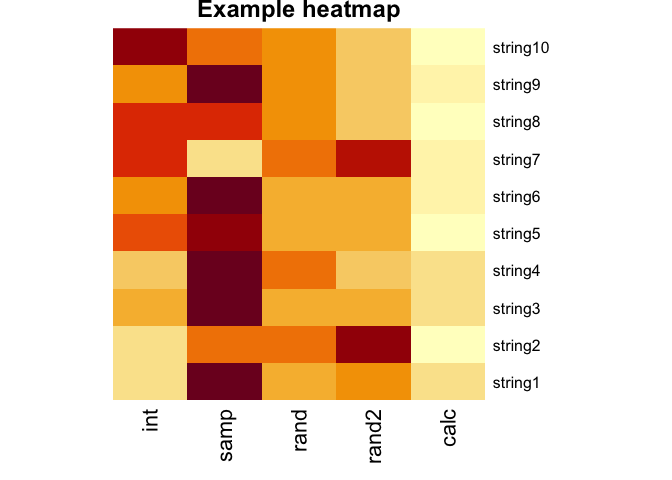 Example heatmap
string10
string9
string8
string7
string6
string5
string4
string3
string2
string1
int
samp
rand
rand2
calc